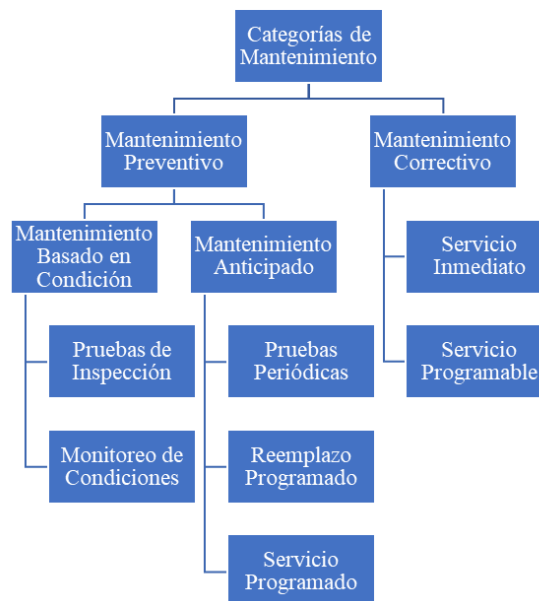 Categorías de
Mantenimiento
Mantenimiento
Preventivo
Mantenimiento
Correctivo
Mantenimiento
Basado en
Condición
Mantenimiento
Anticipado
Servicio
Inmediato
Pruebas de
Inspección
Pruebas
Periódicas
Servicio
Programable
Monitoreo de
Condiciones
Reemplazo
Programado
Servicio
Programado